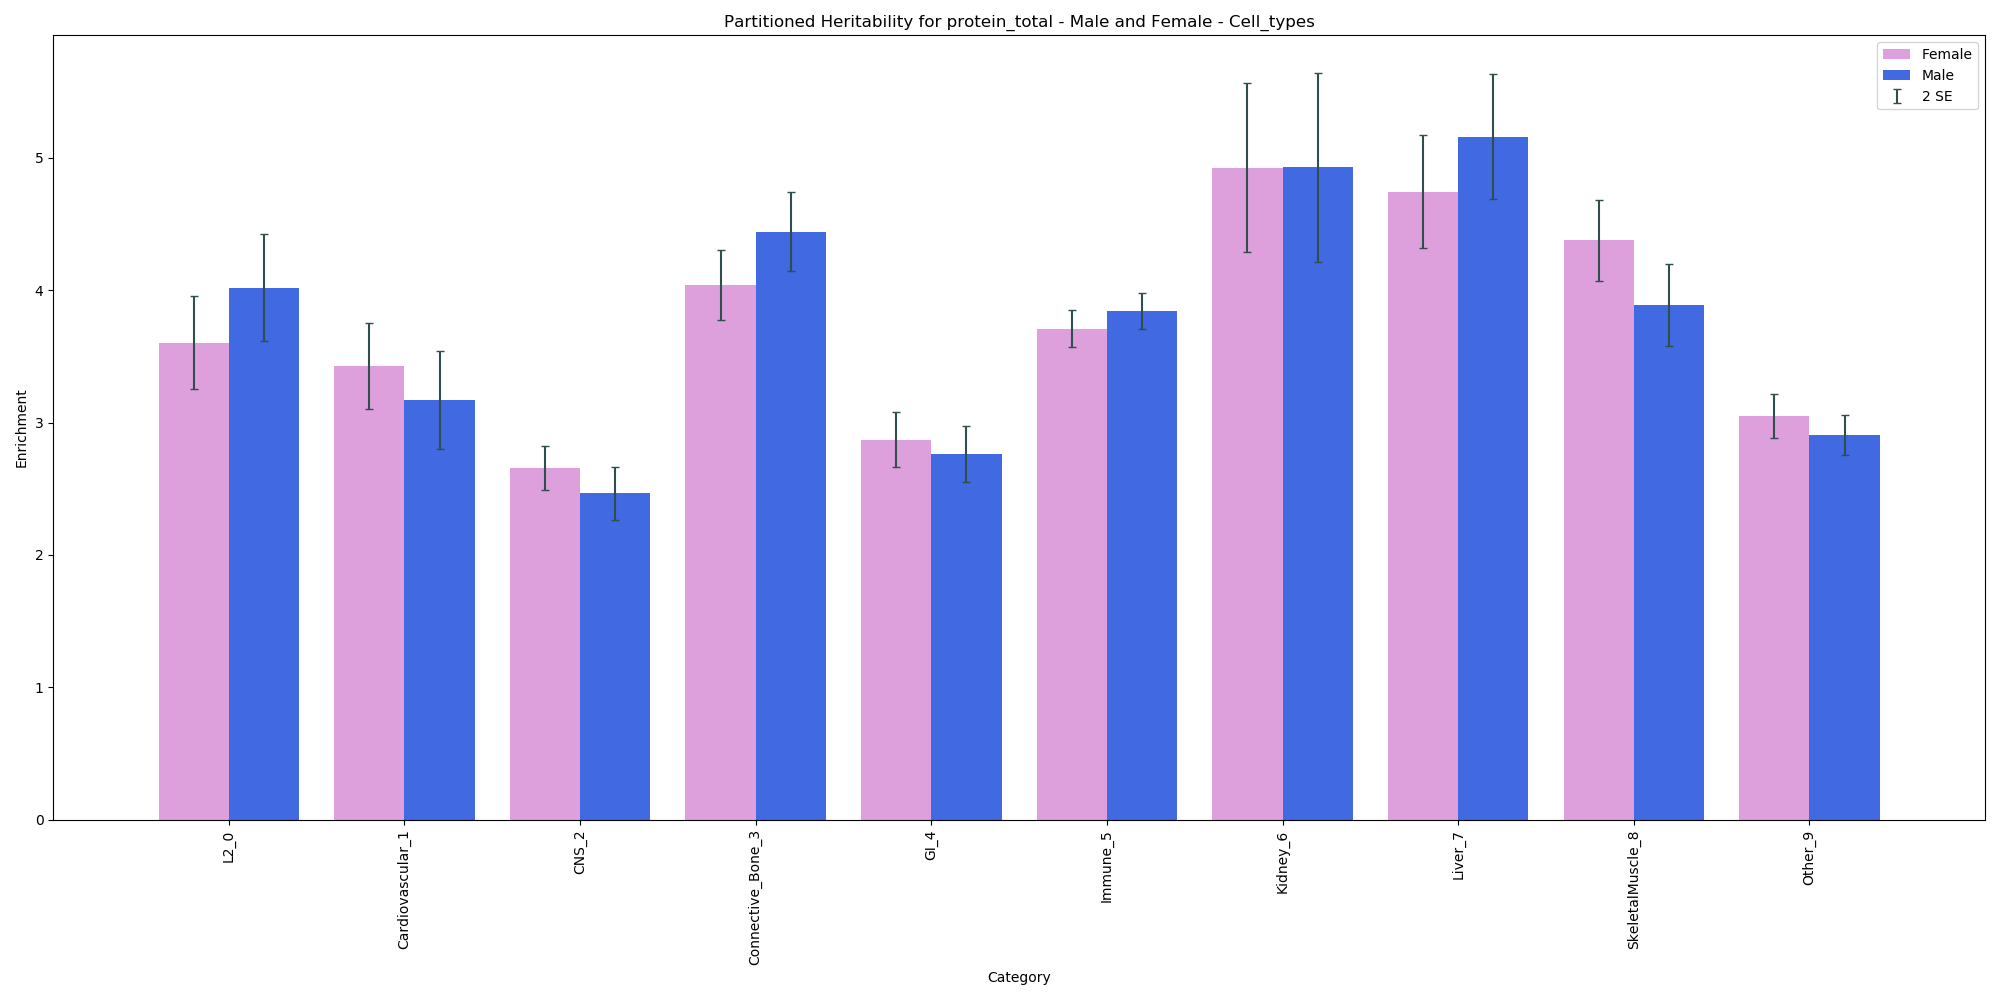 Partitioned Heritability for protein_total - Male and Female - Cell_types
Female
Male
2 SE
Enrichment
5
4
3
2
1
0
L2_0
Cardiovascular_1
CNS_2
Connective_Bone_3
GI_4
Immune_5
Kidney_6
Liver_7
SkeletalMuscle_8
Other_9
Category